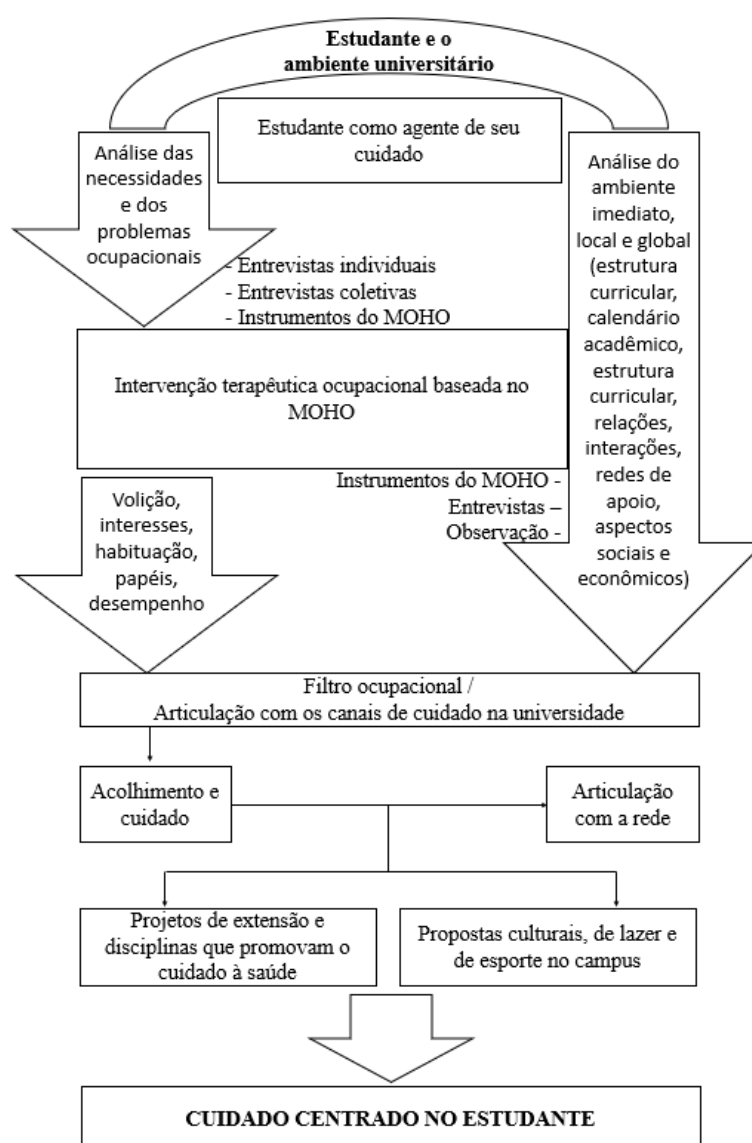 Estudante e o
ambiente universitário
Estudante como agente de seu
cuidado
Análise das
necessidades
e dos
problemas
ocupacionais
- Entrevistas individuais
- Entrevistas coletivas
- Instrumentos do MOHO
Análise do
ambiente
imediato,
local e global
(estrutura
curricular,
calendário
acadêmico,
estrutura
curricular,
relações,
interações,
redes de
apoio,
aspectos
sociais e
econômicos)
Intervenção terapêutica ocupacional baseada no
MOHO
Instrumentos do MOHO -
Entrevistas –
Observação -
Volição,
interesses,
habituação,
papéis,
desempenho
Filtro ocupacional /
Articulação com os canais de cuidado na universidade
Acolhimento e
cuidado
Articulação
com a rede
Projetos de extensão e
disciplinas que promovam o
cuidado à saúde
Propostas culturais, de lazer e
de esporte no campus
CUIDADO CENTRADO NO ESTUDANTE